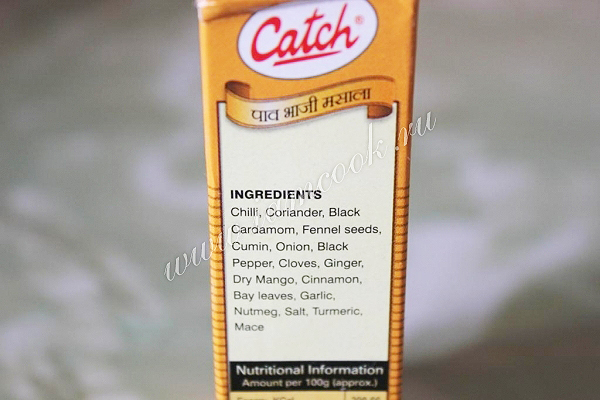 Catch®
पाव भाजी मसाला
INGREDIENTS
Chilli, Coriander, Black
Cardamom, Fennel seeds,
Cumin, Onion, Black
Pepper, Cloves, Ginger,
Dry Mango, Cinnamon,
Bay leaves, Garlic,
Nutmeg, Salt, Turmeric,
Mace
Nutritional Information
Amount per 100g (approx.)